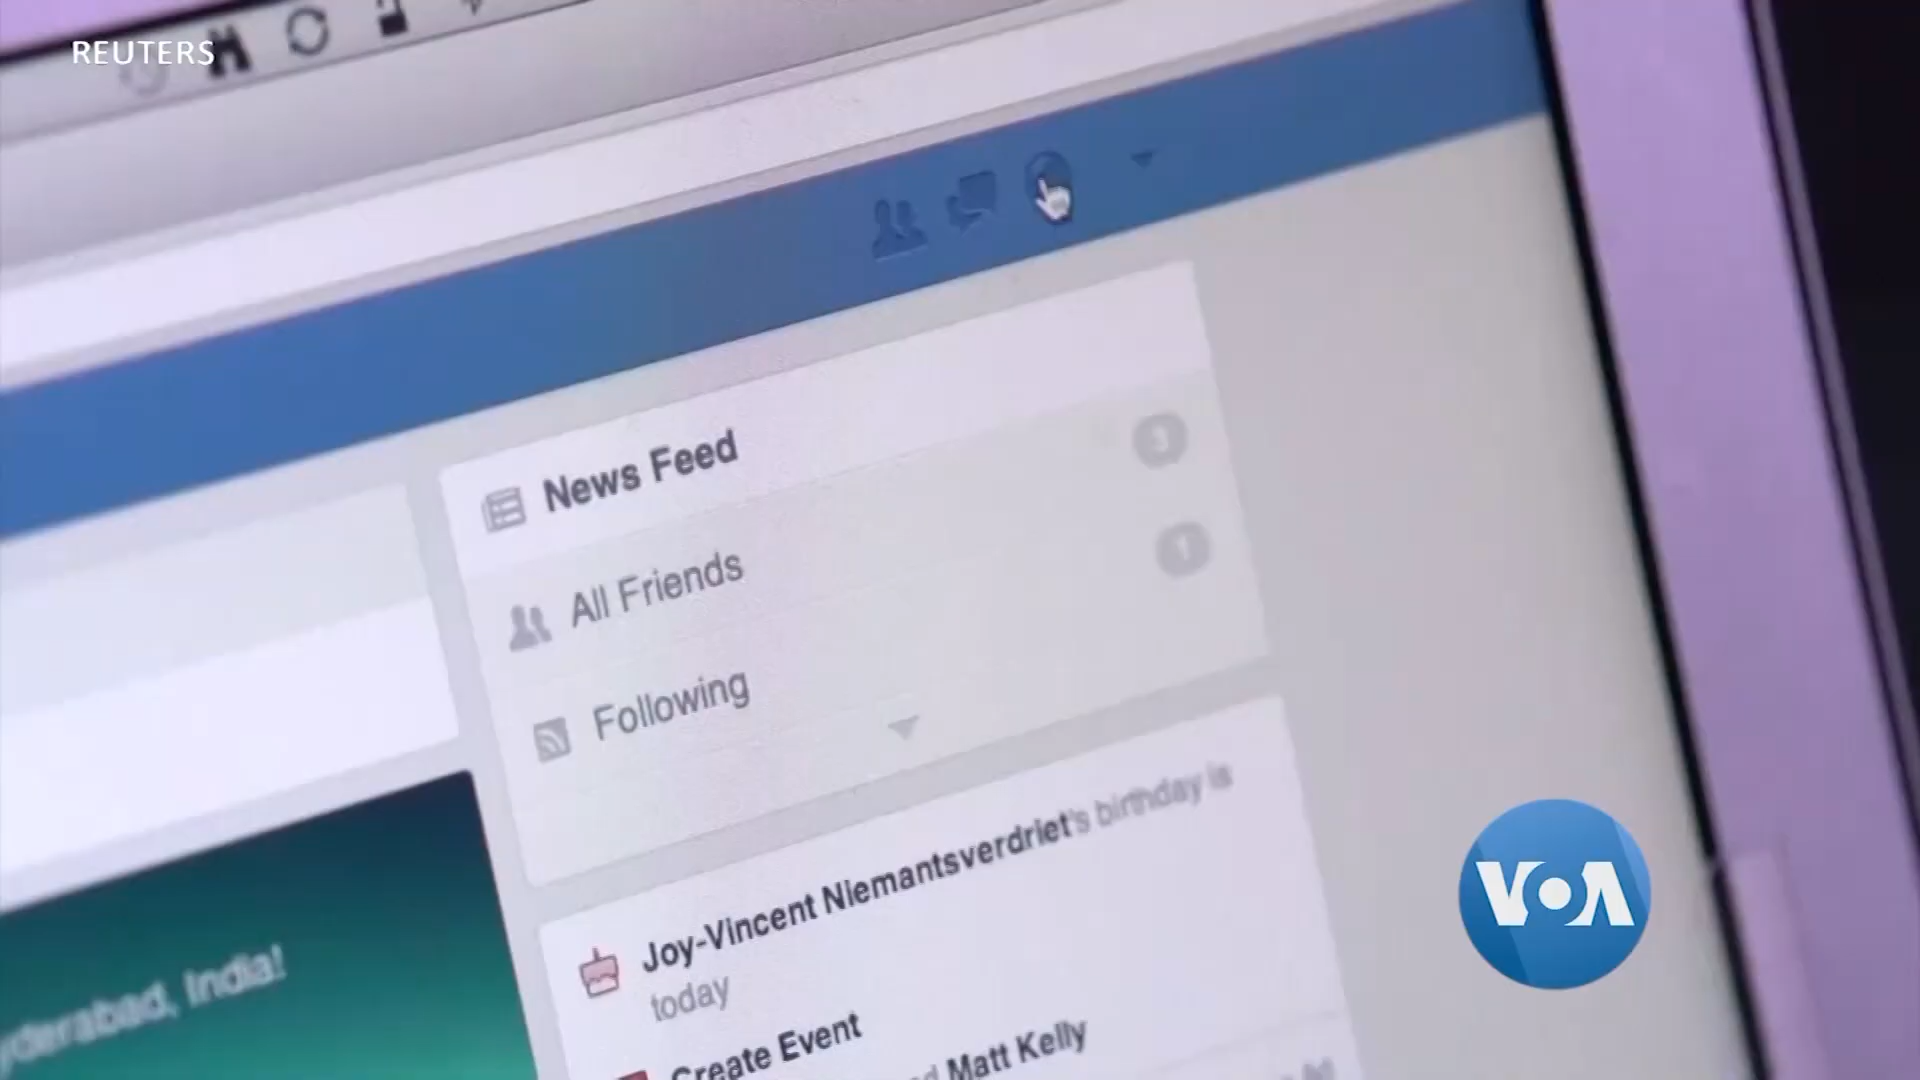 REUTERS
News Feed
3
All Friends
1
Following
Joy-Vincent Niemantsverdriet's birthday is
today
Create Event
Matt Kelly
yderabad, India!
VOA